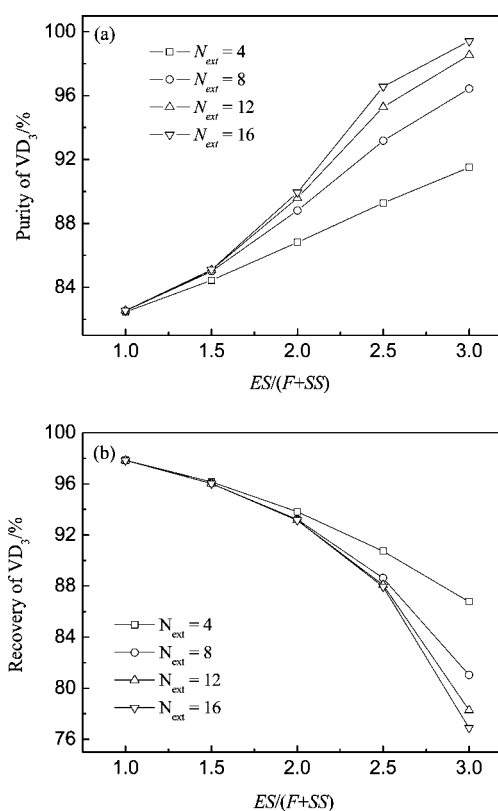 (a)
100
96
92
88
84
Purity of VD₃/%
N_ext = 4
N_ext = 8
N_ext = 12
N_ext = 16
1.0 1.5 2.0 2.5 3.0
ES/(F+SS)
(b)
100
96
92
88
84
80
76
Recovery of VD₃/%
N_ext = 4
N_ext = 8
N_ext = 12
N_ext = 16
1.0 1.5 2.0 2.5 3.0
ES/(F+SS)